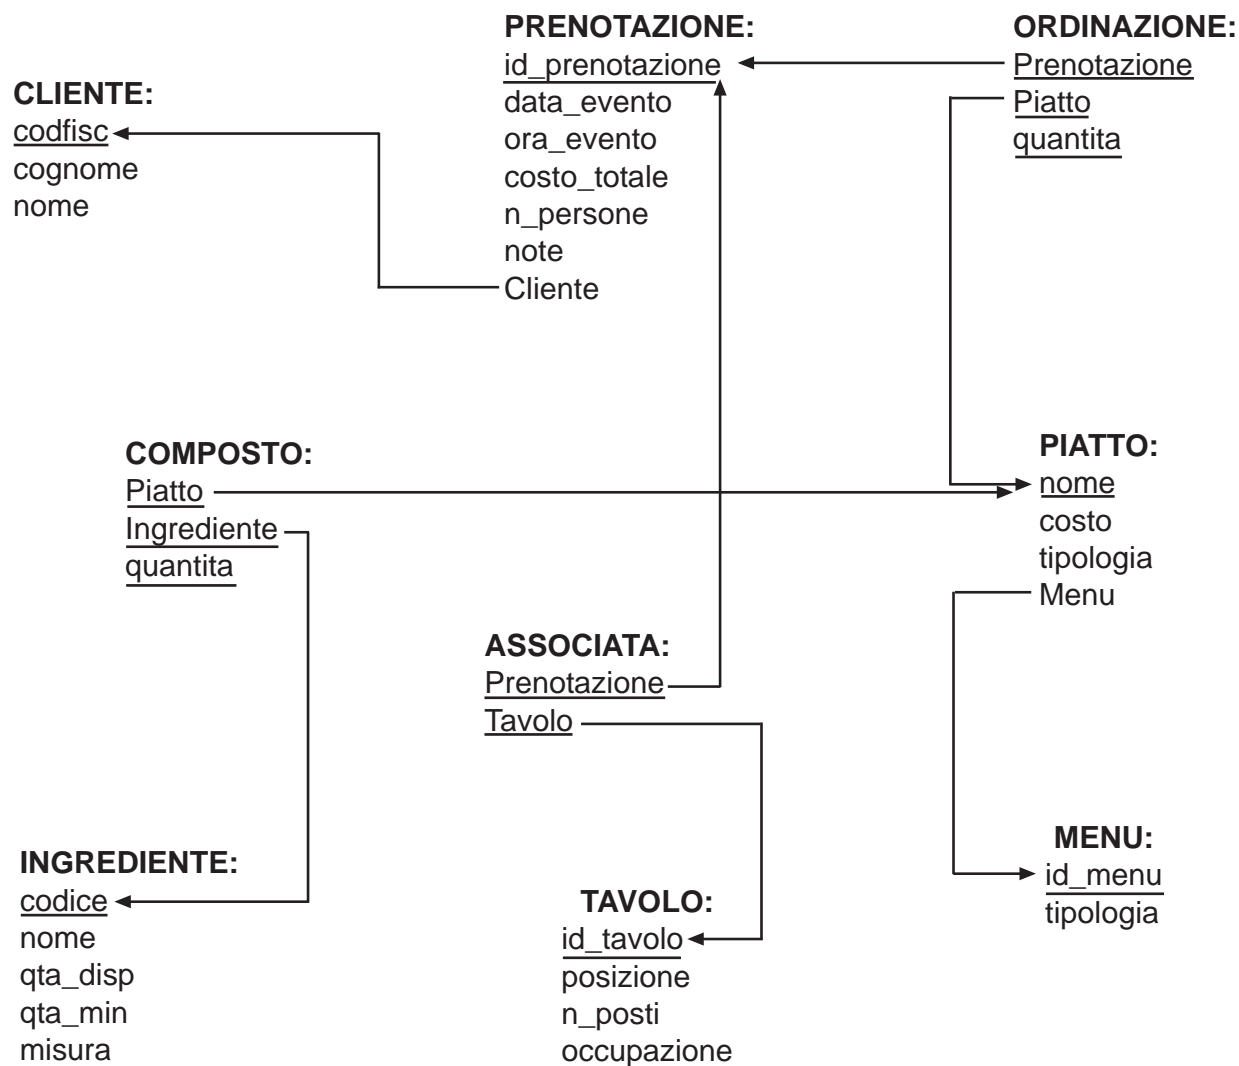 PRENOTAZIONE:
id_prenotazione
data_evento
ora_evento
costo_totale
n_persone
note
Cliente
ORDINAZIONE:
Prenotazione
Piatto
quantita
CLIENTE:
codfisc
cognome
nome
COMPOSTO:
Piatto
Ingrediente
quantita
PIATTO:
nome
costo
tipologia
Menu
ASSOCIATA:
Prenotazione
Tavolo
INGREDIENTE:
codice
nome
qta_disp
qta_min
misura
TAVOLO:
id_tavolo
posizione
n_posti
occupazione
MENU:
id_menu
tipologia